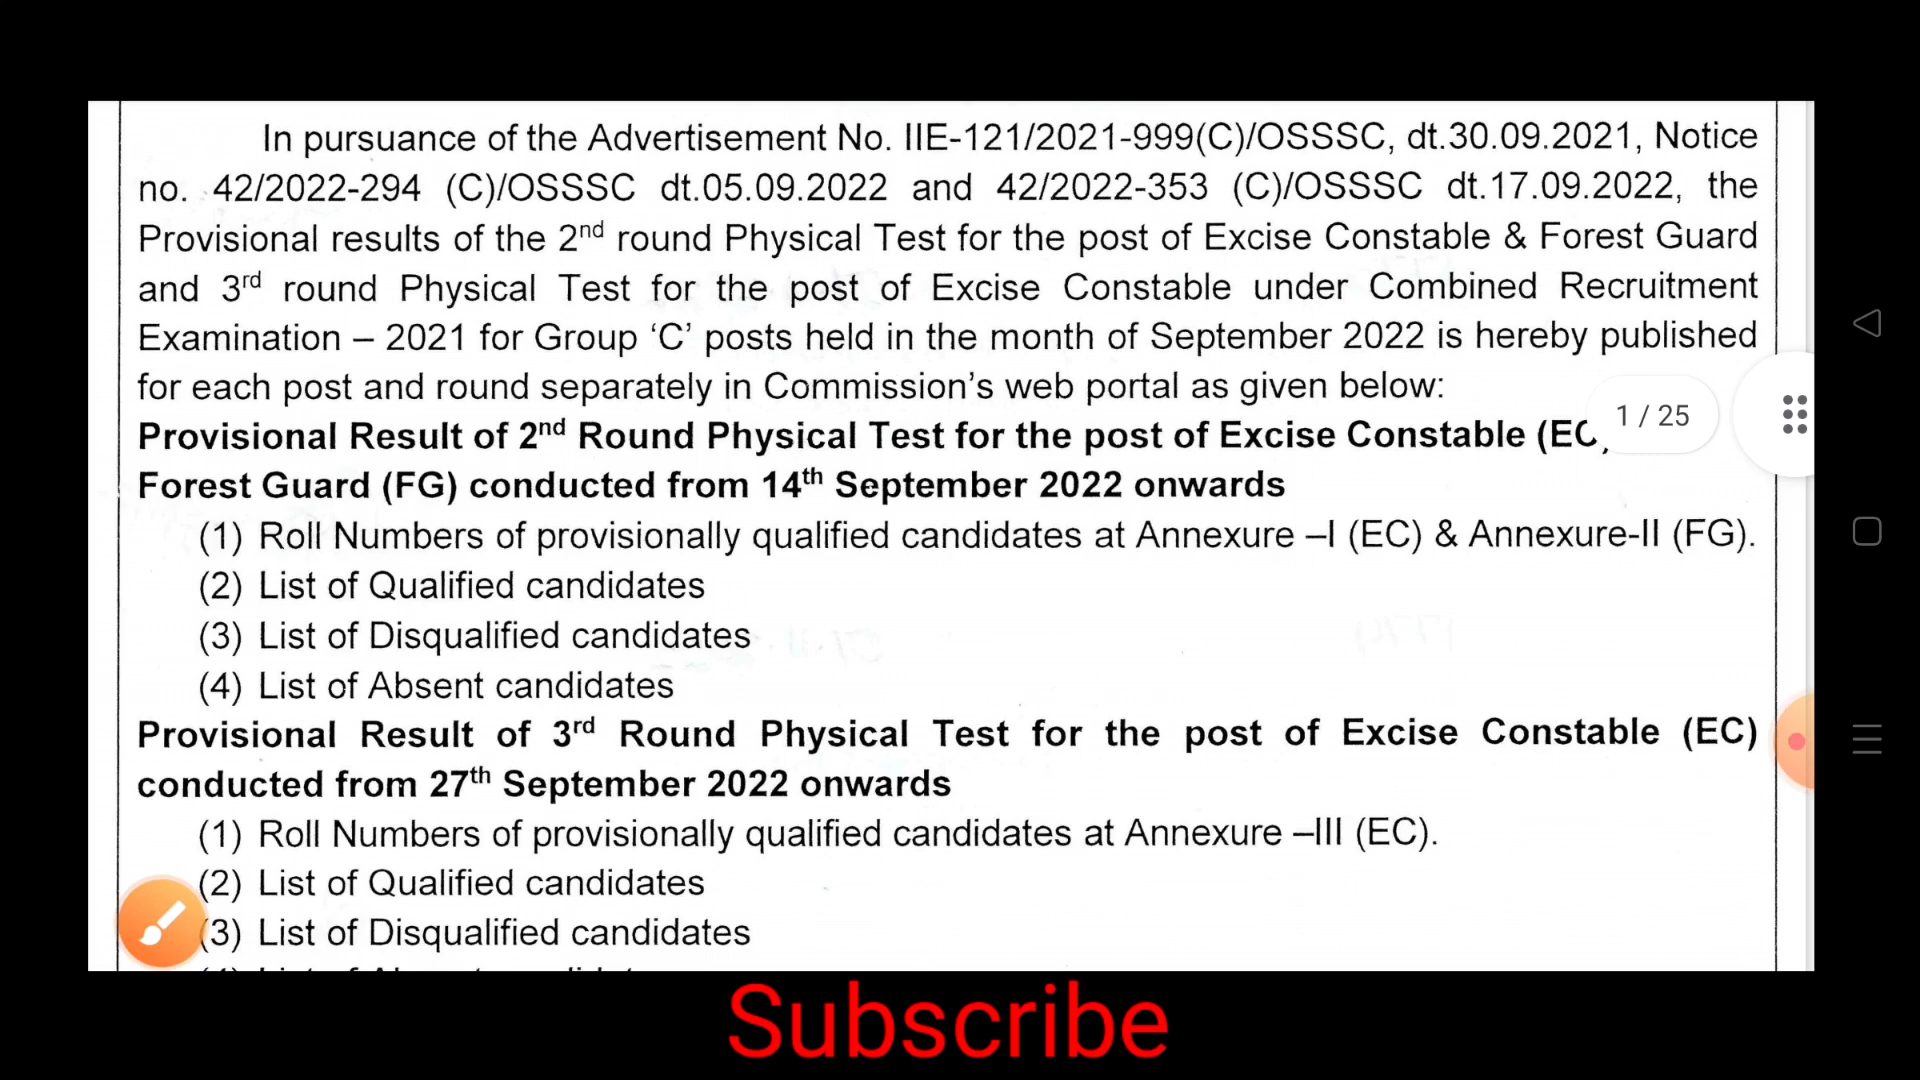 In pursuance of the Advertisement No. IIE-121/2021-999(C)/OSSSC, dt.30.09.2021, Notice
no. 42/2022-294 (C)/OSSSC dt.05.09.2022 and 42/2022-353 (C)/OSSSC dt.17.09.2022, the
Provisional results of the 2nd round Physical Test for the post of Excise Constable & Forest Guard
and 3rd round Physical Test for the post of Excise Constable under Combined Recruitment
Examination – 2021 for Group ‘C’ posts held in the month of September 2022 is hereby published
for each post and round separately in Commission’s web portal as given below:
1 / 25
Provisional Result of 2nd Round Physical Test for the post of Excise Constable (EC)
Forest Guard (FG) conducted from 14th September 2022 onwards
(1) Roll Numbers of provisionally qualified candidates at Annexure –I (EC) & Annexure-II (FG).
(2) List of Qualified candidates
(3) List of Disqualified candidates
(4) List of Absent candidates
Provisional Result of 3rd Round Physical Test for the post of Excise Constable (EC)
conducted from 27th September 2022 onwards
(1) Roll Numbers of provisionally qualified candidates at Annexure –III (EC).
(2) List of Qualified candidates
(3) List of Disqualified candidates
Subscribe